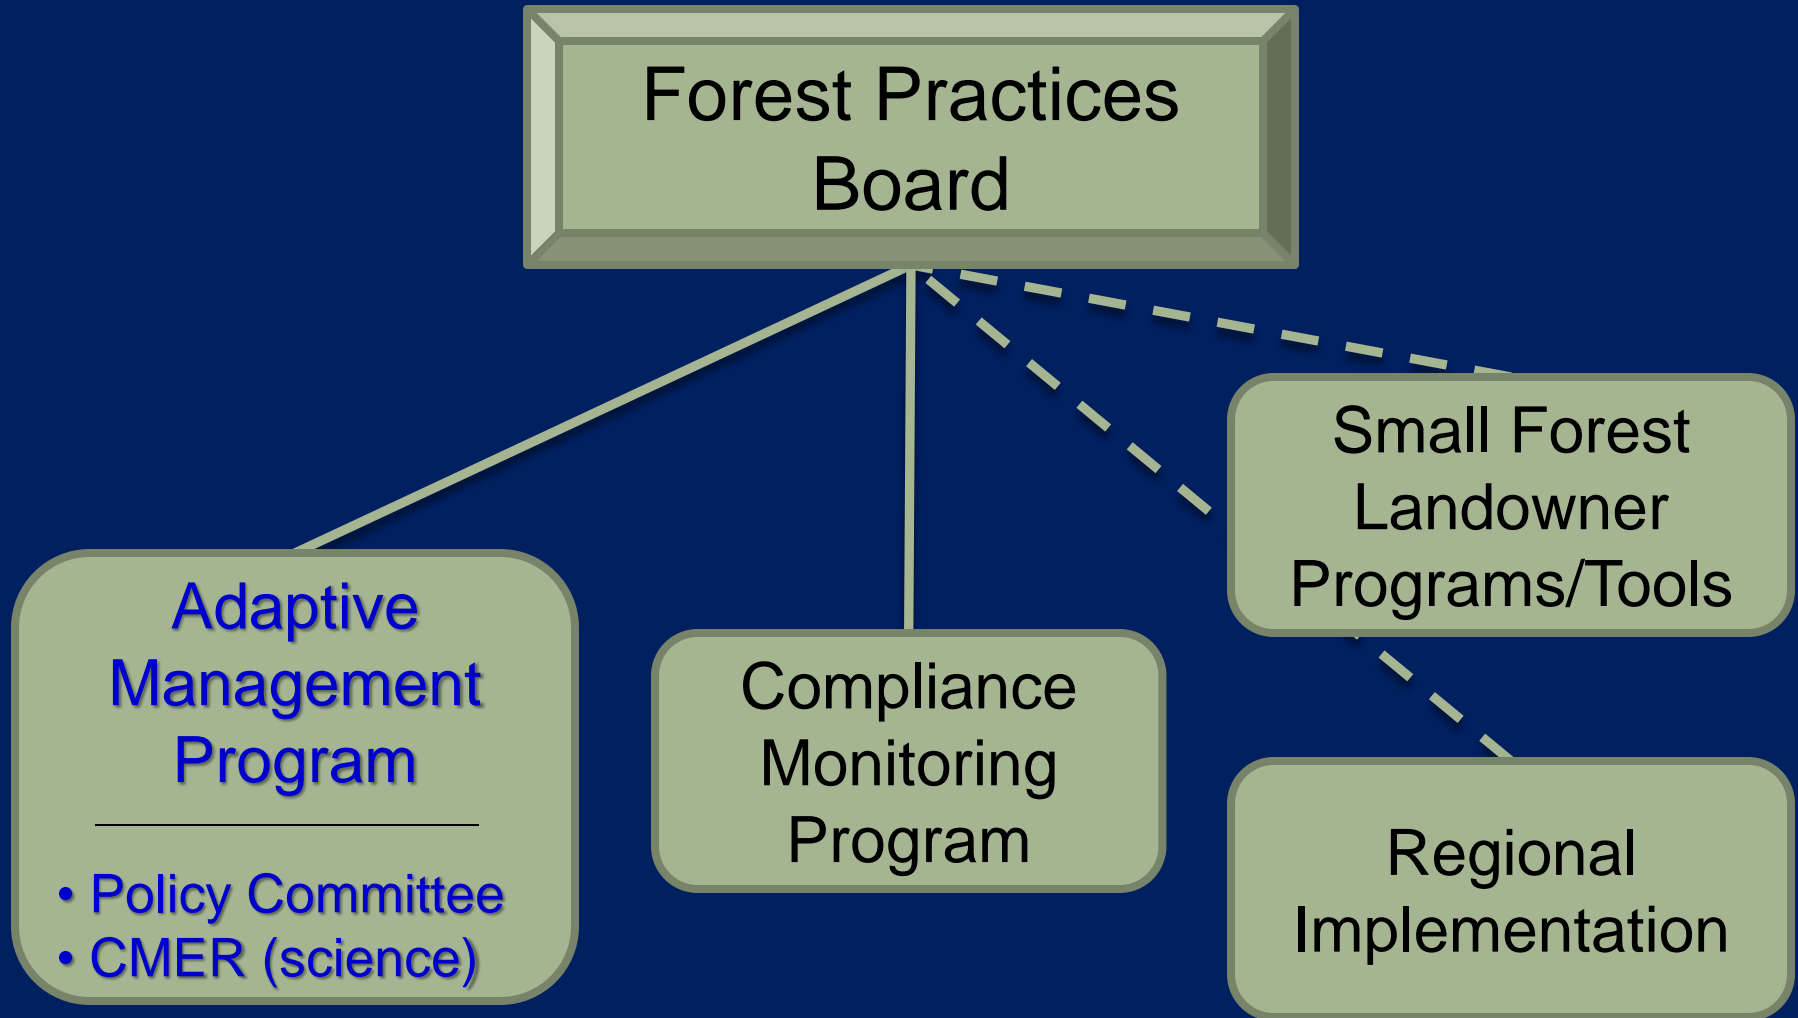 Forest Practices
Board
Small Forest
Landowner
Programs/Tools
Adaptive
Management
Program
• Policy Committee
• CMER (science)
Compliance
Monitoring
Program
Regional
Implementation